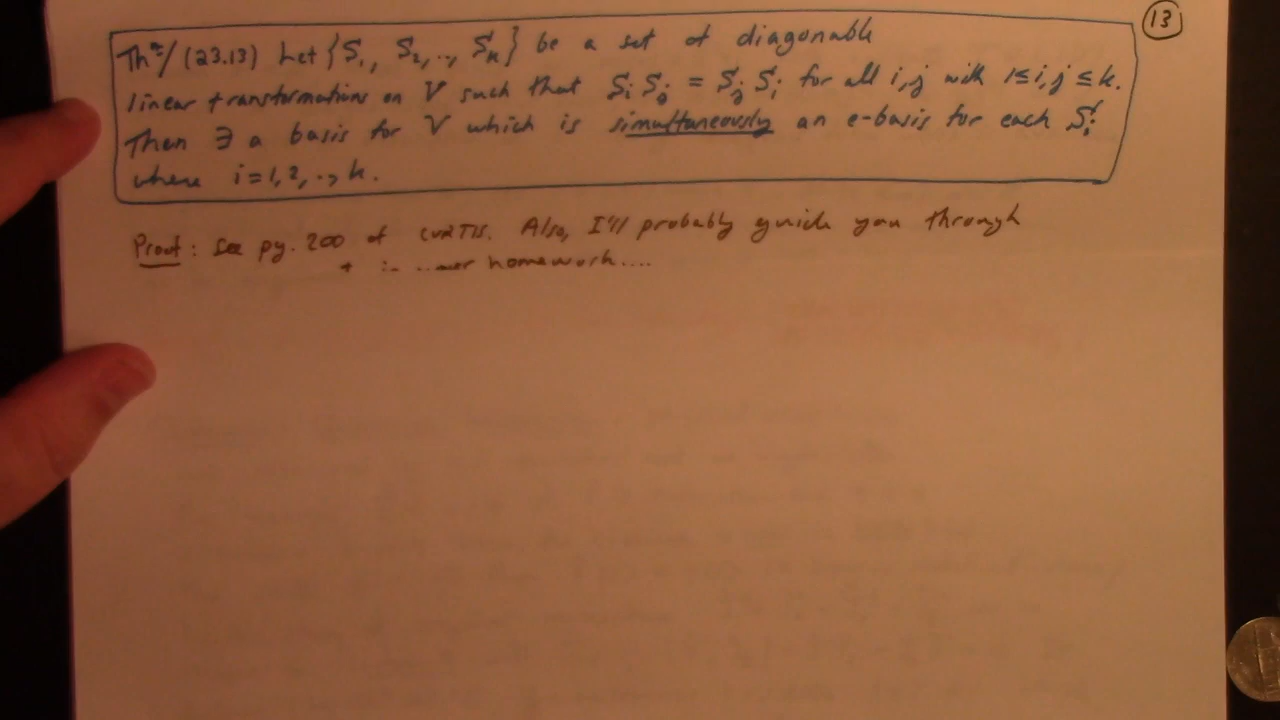 13
Thm/ (23.13) Let {S1, S2, .., Sk} be a set of diagonable
linear transformations on V such that SiSj = SjSi for all i,j with 1≤i,j≤k.
Then ∃ a basis for V which is simultaneously an e-basis for each Si
where i=1,2,..,k.
Proof: See pg. 200 of CURTIS. Also, I'll probably guide you through
homework....